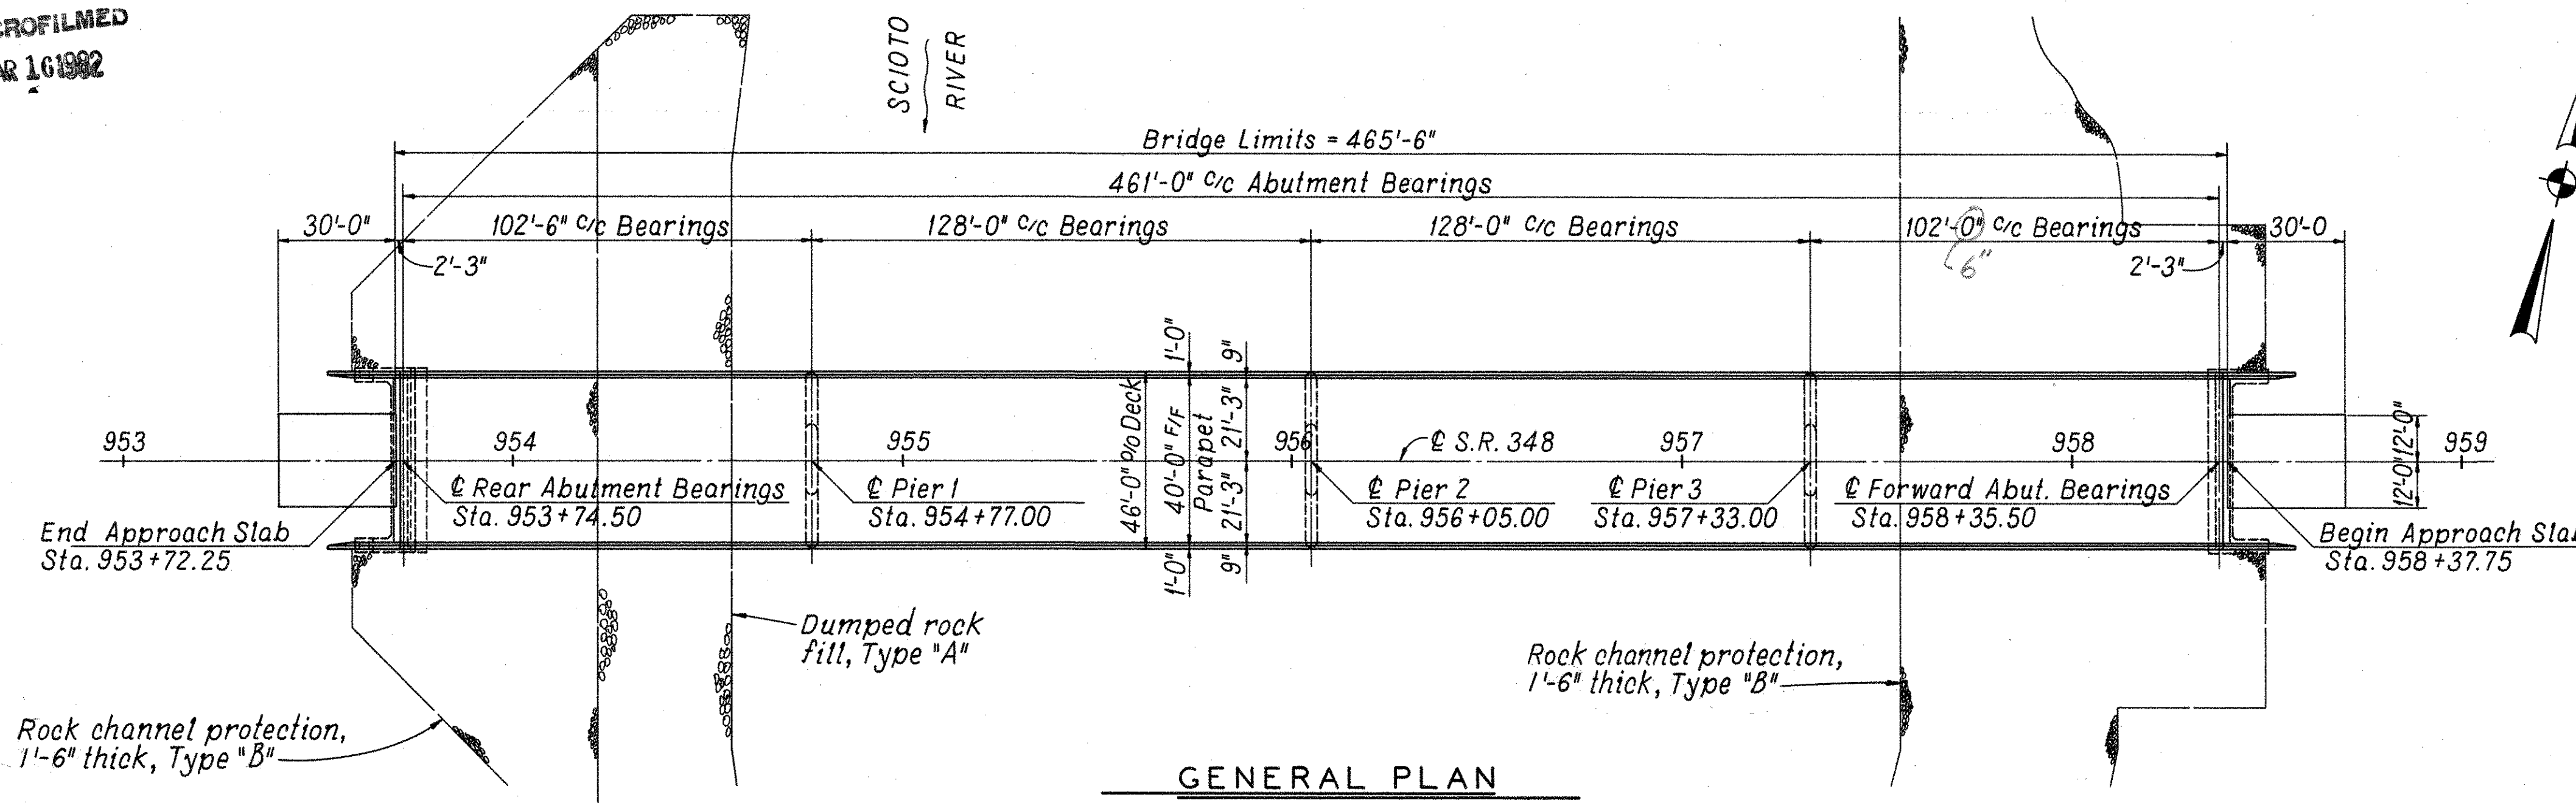 CROFILMED
AR 161982
SCIOTO
RIVER
Bridge Limits = 465'-6"
461'-0" C/c Abutment Bearings
30'-0"
102'-6" C/c Bearings
128'-0" C/c Bearings
128'-0" C/c Bearings
102'-0" C/c Bearings
30'-0
2'-3"
6"
2'-3"
1'-0"
9"
46'-0" o/o Deck
40'-0" F/F
Parapet
21'-3"
21'-3"
1'-0"
9"
953
954
955
956
957
958
959
℄ S.R. 348
12'-0"
12'-0"
℄ Rear Abutment Bearings
Sta. 953+74.50
℄ Pier 1
Sta. 954+77.00
℄ Pier 2
Sta. 956+05.00
℄ Pier 3
Sta. 957+33.00
℄ Forward Abut. Bearings
Sta. 958+35.50
End Approach Slab
Sta. 953+72.25
Begin Approach Slab
Sta. 958+37.75
Dumped rock
fill, Type "A"
Rock channel protection,
1'-6" thick, Type "B"
Rock channel protection,
1'-6" thick, Type "B"
GENERAL PLAN